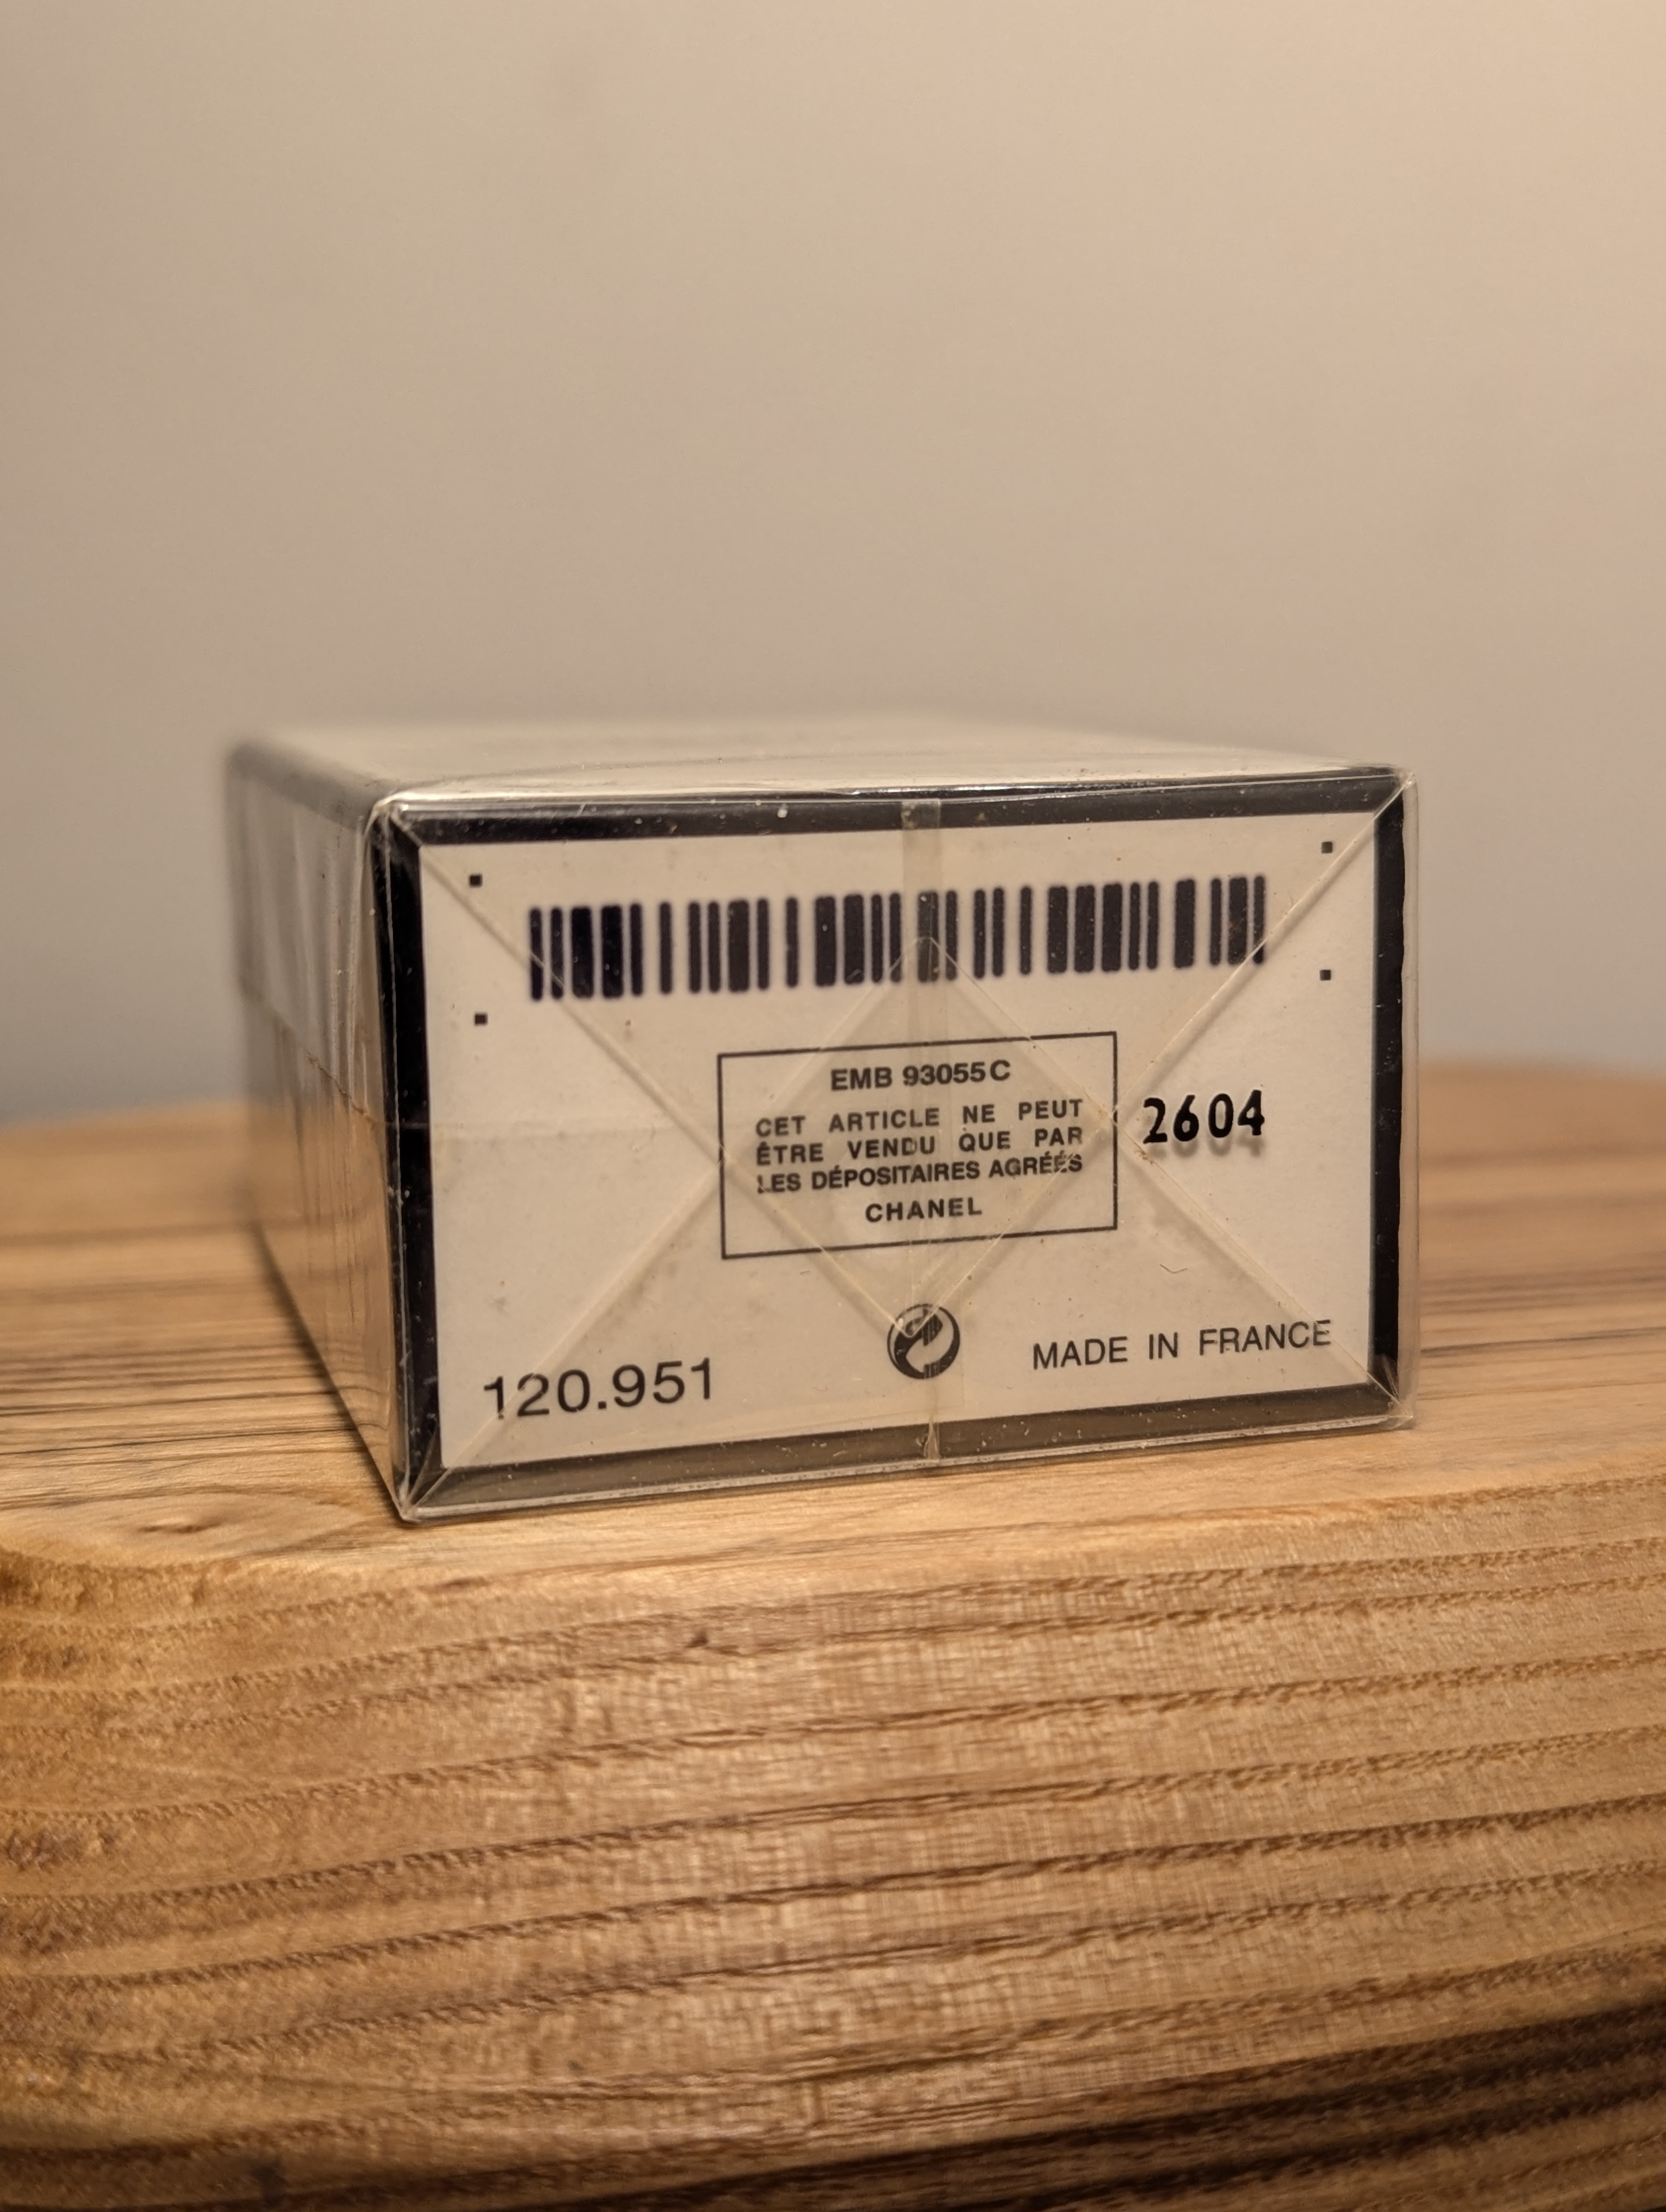 EMB 93055C
CET ARTICLE NE PEUT
ÊTRE VENDU QUE PAR
LES DÉPOSITAIRES AGRÉÉS
CHANEL
2604
120.951
MADE IN FRANCE